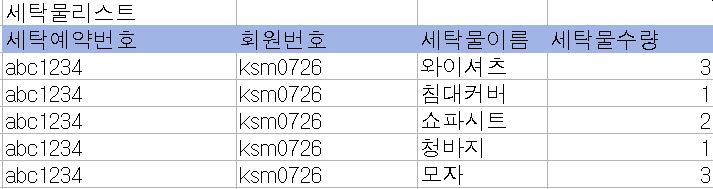 세탁물리스트
세탁예약번호 회원번호 세탁물이름 세탁물수량
abc1234 ksm0726 와이셔츠 3
abc1234 ksm0726 침대커버 1
abc1234 ksm0726 쇼파시트 2
abc1234 ksm0726 청바지 1
abc1234 ksm0726 모자 3